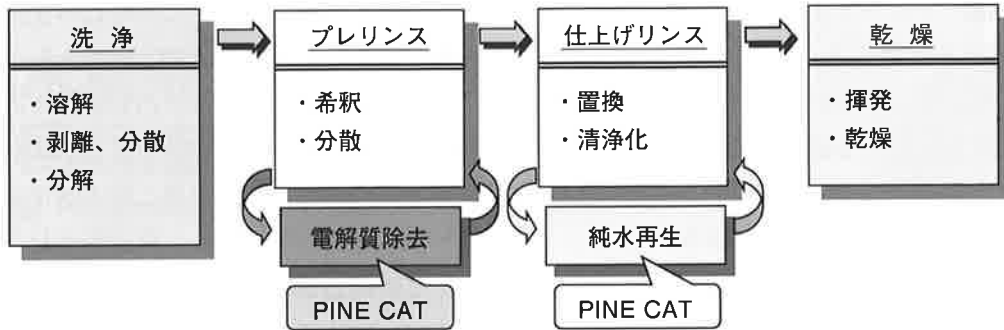 洗 浄
・溶解
・剥離、分散
・分解
プレリンス
・希釈
・分散
電解質除去
PINE CAT
仕上げリンス
・置換
・清浄化
純水再生
PINE CAT
乾 燥
・揮発
・乾燥